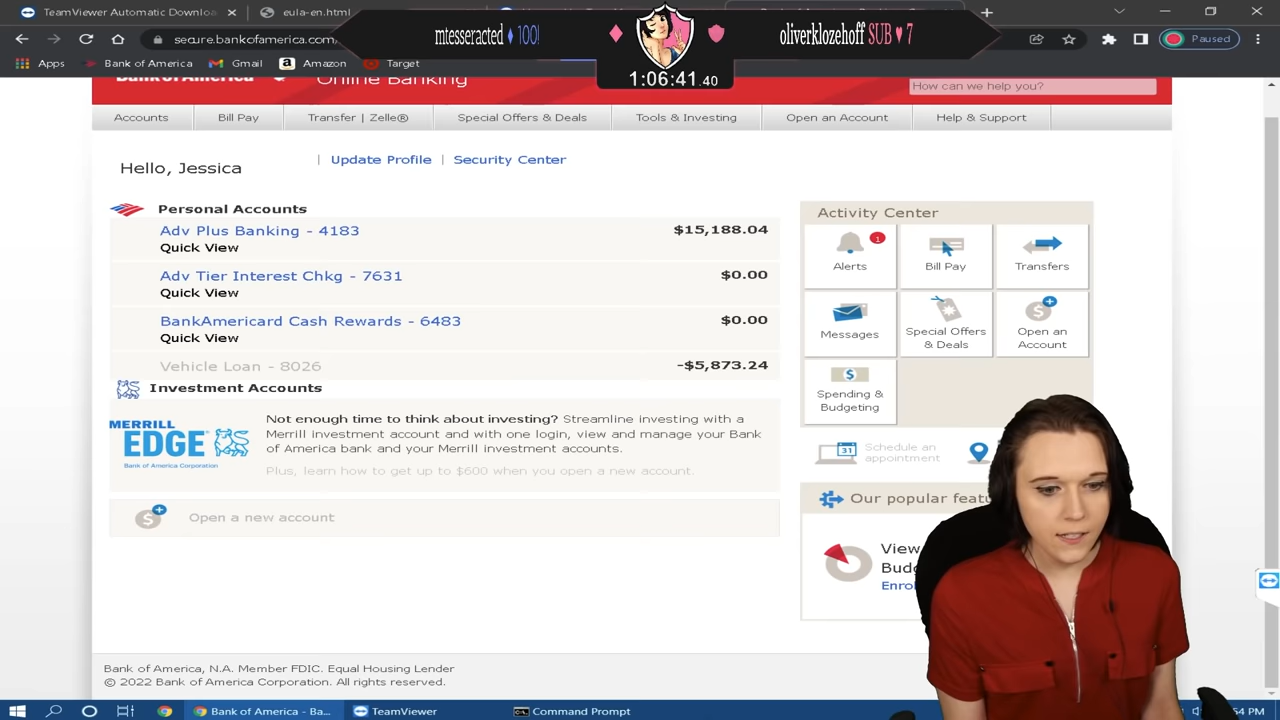 TeamViewer Automatic Downl
eula-en.html
mtesseracted 100!
oliverklozehoff SUB ♥ 7
1:06:41.40
secure.bankofamerica.com
Paused
Apps
Bank of America
Gmail
Amazon
Target
Bank of America
Online Banking
How can we help you?
Accounts
Bill Pay
Transfer | Zelle®
Special Offers & Deals
Tools & Investing
Open an Account
Help & Support
Hello, Jessica
| Update Profile | Security Center
Personal Accounts
Adv Plus Banking - 4183 $15,188.04
Quick View
Adv Tier Interest Chkg - 7631 $0.00
Quick View
BankAmericard Cash Rewards - 6483 $0.00
Quick View
Vehicle Loan - 8026 -$5,873.24
Investment Accounts
MERRILL
EDGE
Bank of America Corporation
Not enough time to think about investing? Streamline investing with a
Merrill investment account and with one login, view and manage your Bank
of America bank and your Merrill investment accounts.
Plus, learn how to get up to $600 when you open a new account.
Open a new account
Activity Center
1
Alerts
Bill Pay
Transfers
Messages
Special Offers
& Deals
Open an
Account
Spending &
Budgeting
31
Schedule an
appointment
Our popular featu
View
Budg
Enrol
Bank of America, N.A. Member FDIC. Equal Housing Lender
© 2022 Bank of America Corporation. All rights reserved.
Bank of America - Ba...
TeamViewer
Command Prompt
54 PM